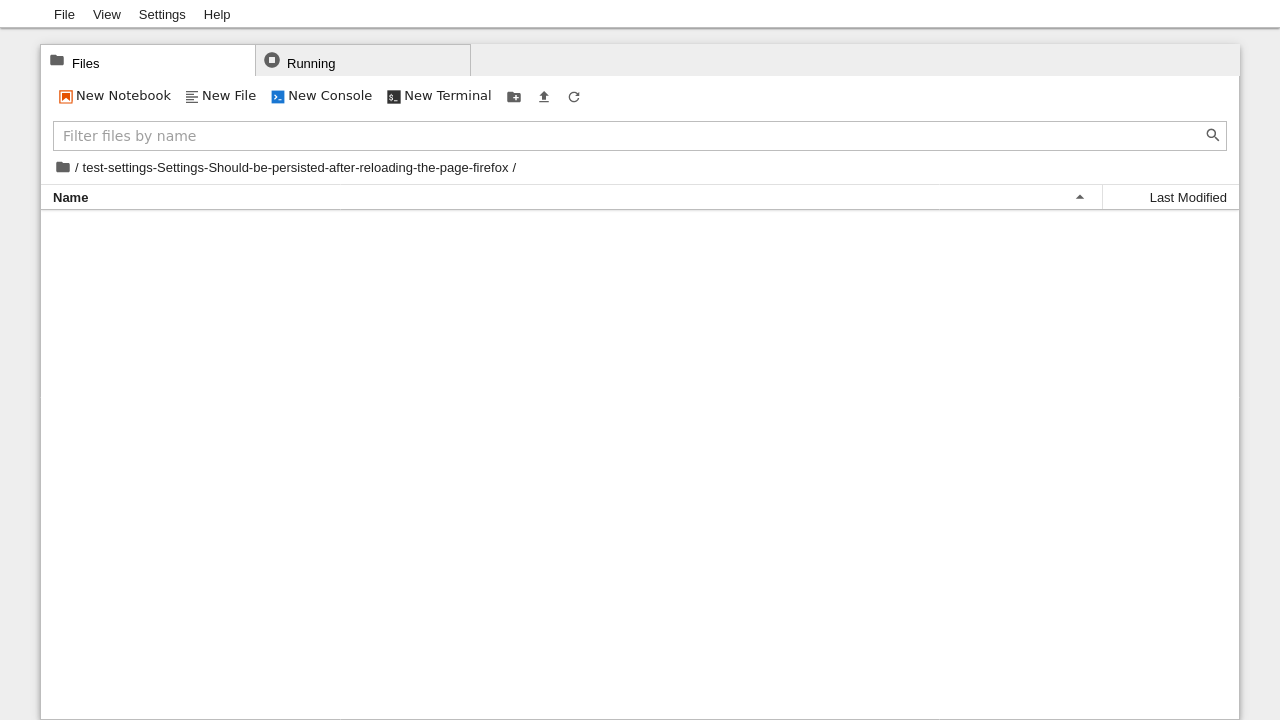 File View Settings Help
Files Running
New Notebook New File New Console New Terminal
Filter files by name
/ test-settings-Settings-Should-be-persisted-after-reloading-the-page-firefox /
Name Last Modified